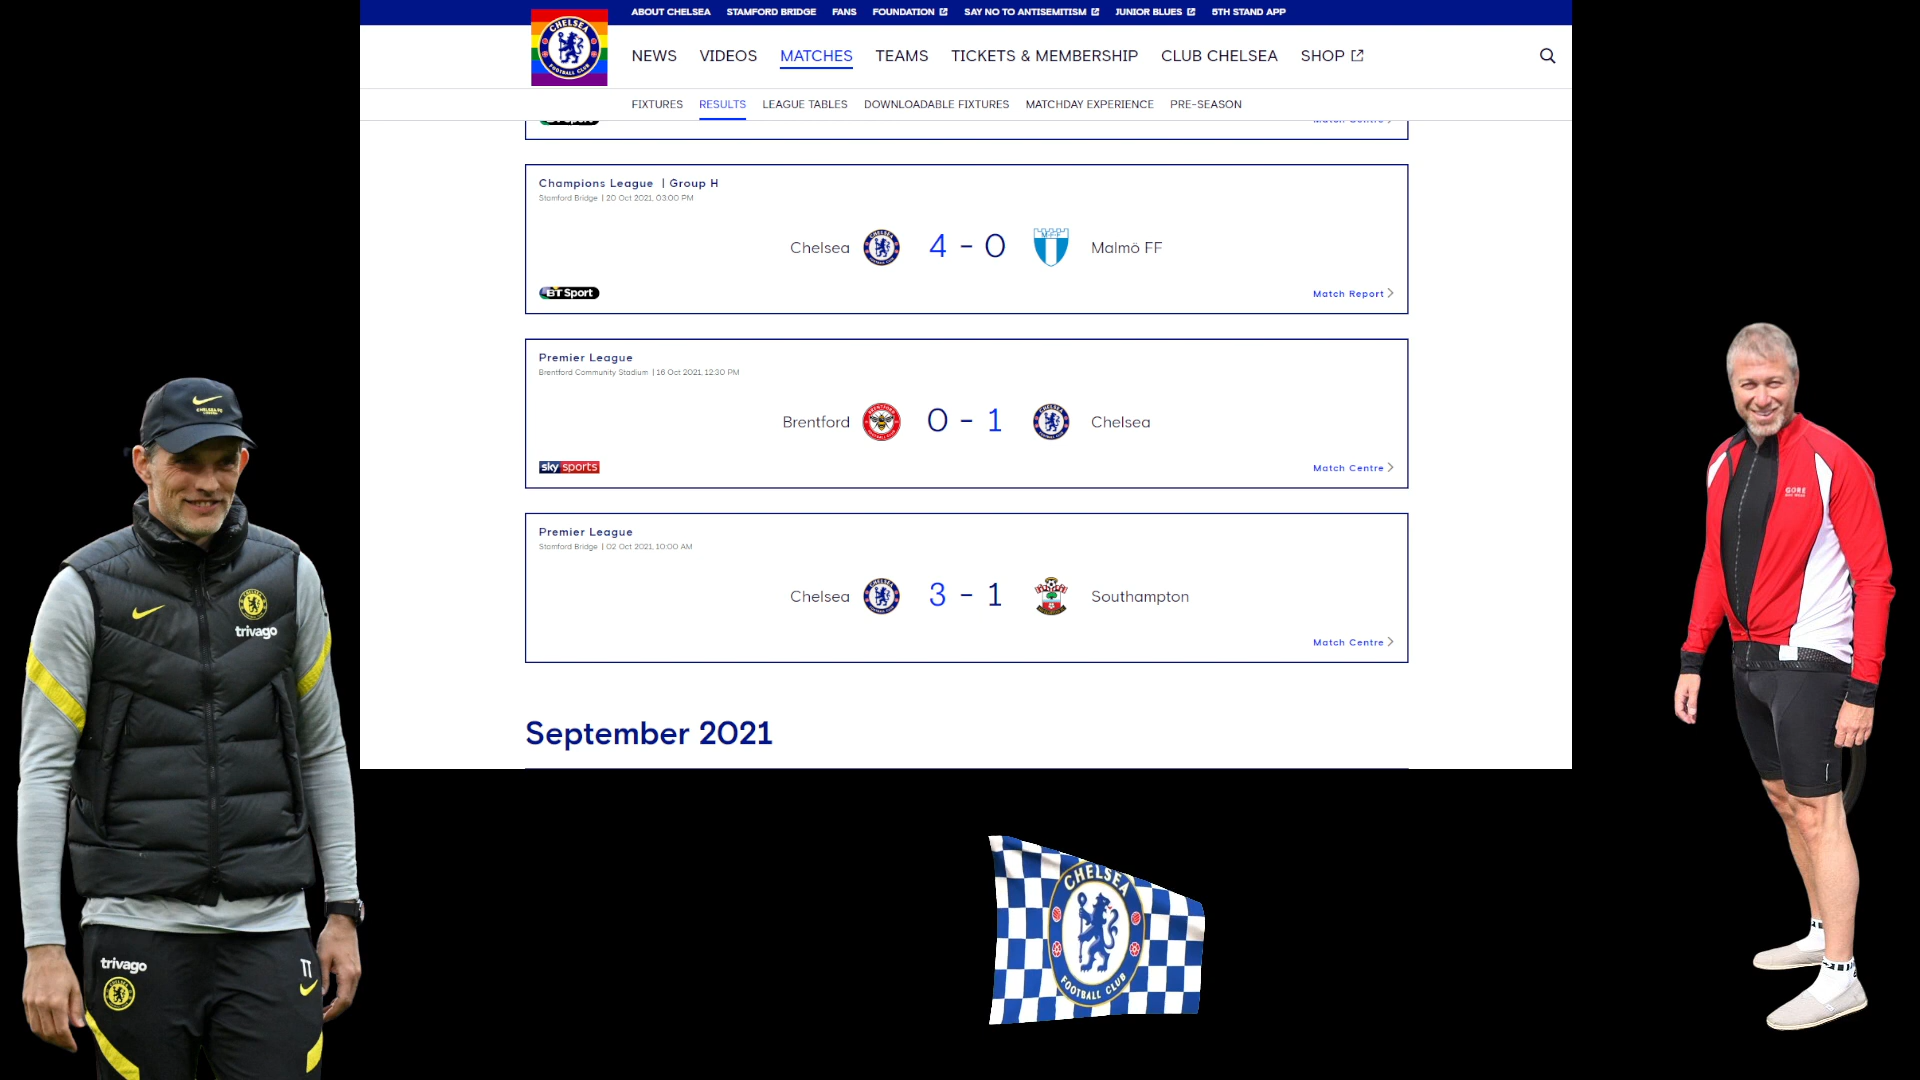 ABOUT CHELSEA STAMFORD BRIDGE FANS FOUNDATION SAY NO TO ANTISEMITISM JUNIOR BLUES 5TH STAND APP
CHELSEA
FOOTBALL CLUB
NEWS VIDEOS MATCHES TEAMS TICKETS & MEMBERSHIP CLUB CHELSEA SHOP
FIXTURES RESULTS LEAGUE TABLES DOWNLOADABLE FIXTURES MATCHDAY EXPERIENCE PRE-SEASON
Champions League | Group H
Stamford Bridge | 20 Oct 2021, 03:00 PM
Chelsea 4 - 0 Malmö FF
BT Sport Match Report
Premier League
Brentford Community Stadium | 16 Oct 2021, 12:30 PM
Brentford 0 - 1 Chelsea
sky sports Match Centre
Premier League
Stamford Bridge | 02 Oct 2021, 10:00 AM
Chelsea 3 - 1 Southampton
Match Centre
September 2021
trivago
trivago
TT
GORE
CHELSEA
FOOTBALL CLUB